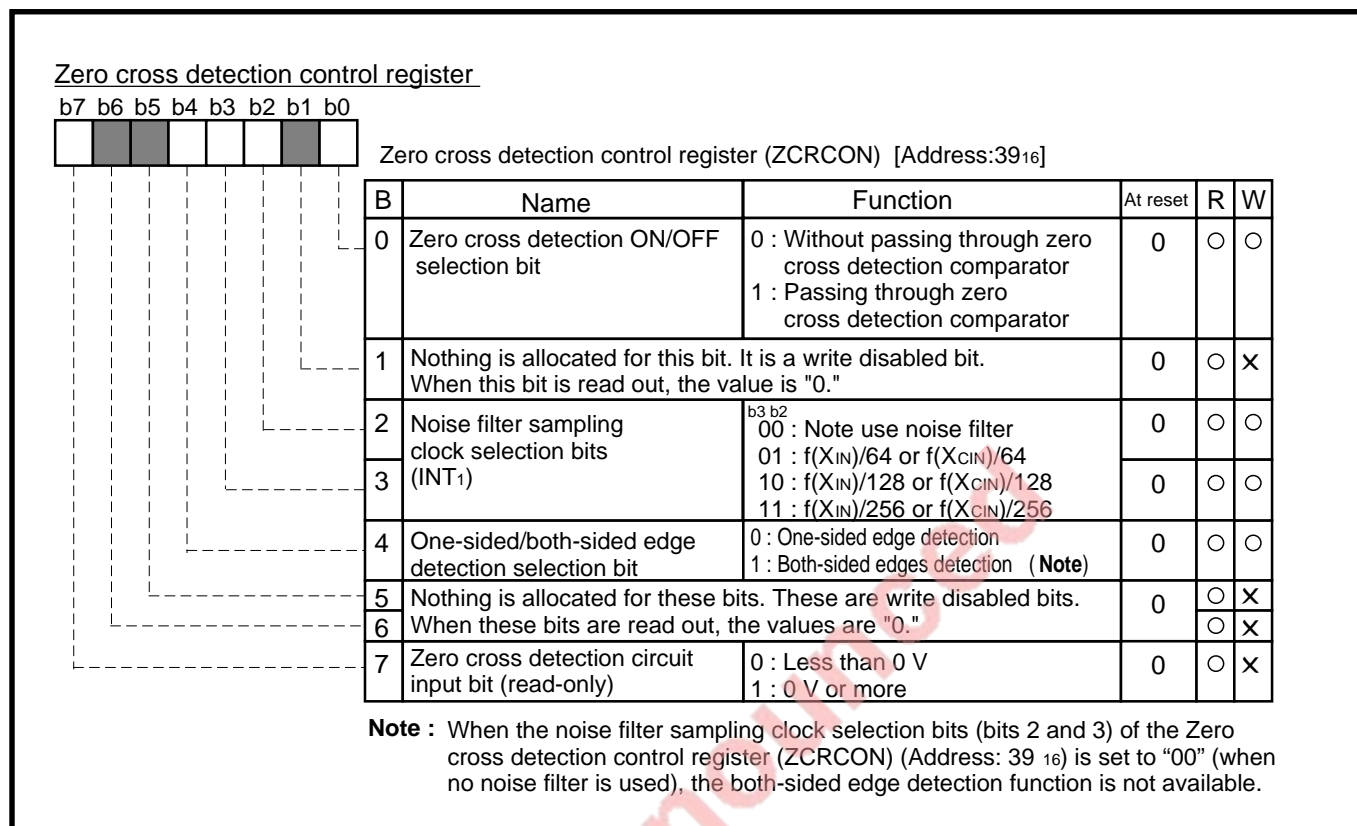 Zero cross detection control register
b7 b6 b5 b4 b3 b2 b1 b0
Zero cross detection control register (ZCRCON) [Address:3916]
B Name Function At reset R W
0 Zero cross detection ON/OFF selection bit
0 : Without passing through zero cross detection comparator
1 : Passing through zero cross detection comparator
0 ○ ○
1 Nothing is allocated for this bit. It is a write disabled bit.
When this bit is read out, the value is "0."
0 ○ ×
2 Noise filter sampling
3 clock selection bits
(INT1)
b3 b2
00 : Note use noise filter
01 : f(XIN)/64 or f(XCIN)/64
10 : f(XIN)/128 or f(XCIN)/128
11 : f(XIN)/256 or f(XCIN)/256
0 ○ ○
0 ○ ○
4 One-sided/both-sided edge
detection selection bit
0 : One-sided edge detection
1 : Both-sided edges detection (Note)
0 ○ ○
5 Nothing is allocated for these bits. These are write disabled bits.
6 When these bits are read out, the values are "0."
0 ○ ×
○ ×
7 Zero cross detection circuit
input bit (read-only)
0 : Less than 0 V
1 : 0 V or more
0 ○ ×
Note : When the noise filter sampling clock selection bits (bits 2 and 3) of the Zero
cross detection control register (ZCRCON) (Address: 39 16) is set to “00” (when
no noise filter is used), the both-sided edge detection function is not available.
nounced